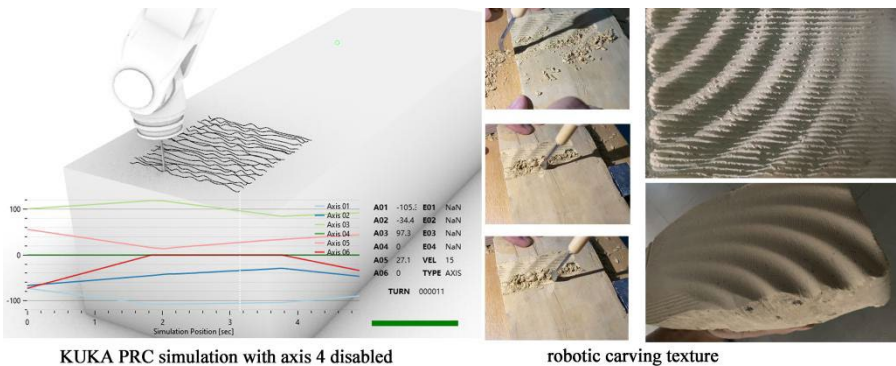 100
0
-100
0
2
3
4
Simulation Position [sec]
Axis 01
Axis 02
Axis 03
Axis 04
Axis 05
Axis 06
A01 -105.: E01 NaN
A02 -34.4 E02 NaN
A03 97.3 E03 NaN
A04 0 E04 NaN
A05 27.1 VEL 15
A06 0 TYPE AXIS
TURN 000011
KUKA PRC simulation with axis 4 disabled
robotic carving texture